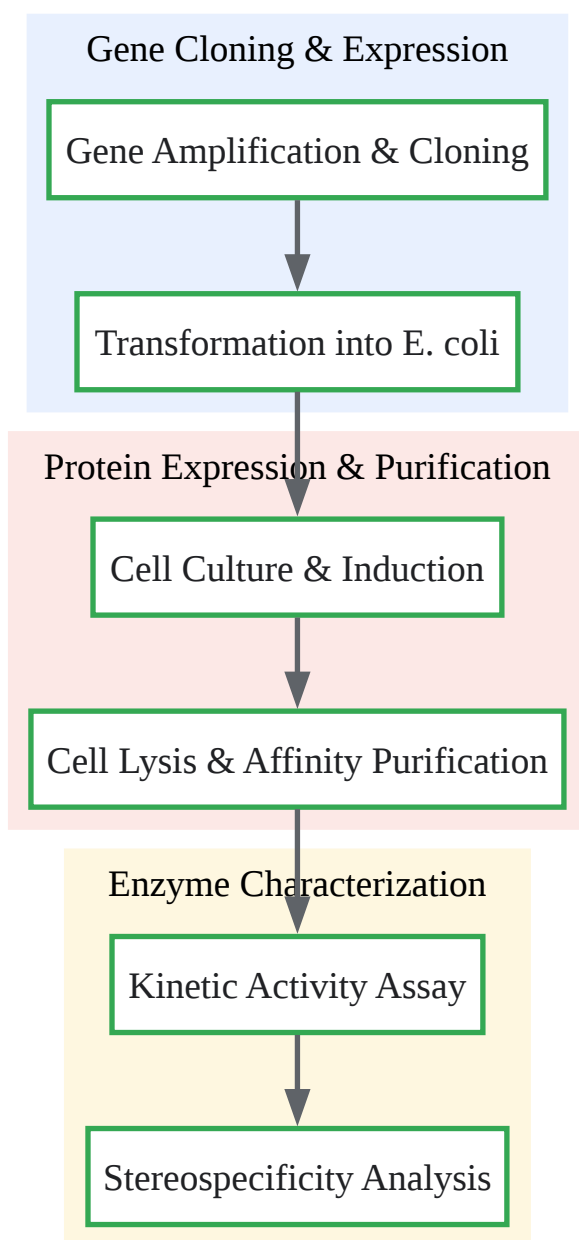 Gene Cloning & Expression
Gene Amplification & Cloning
Transformation into E. coli
Protein Expression & Purification
Cell Culture & Induction
Cell Lysis & Affinity Purification
Enzyme Characterization
Kinetic Activity Assay
Stereospecificity Analysis